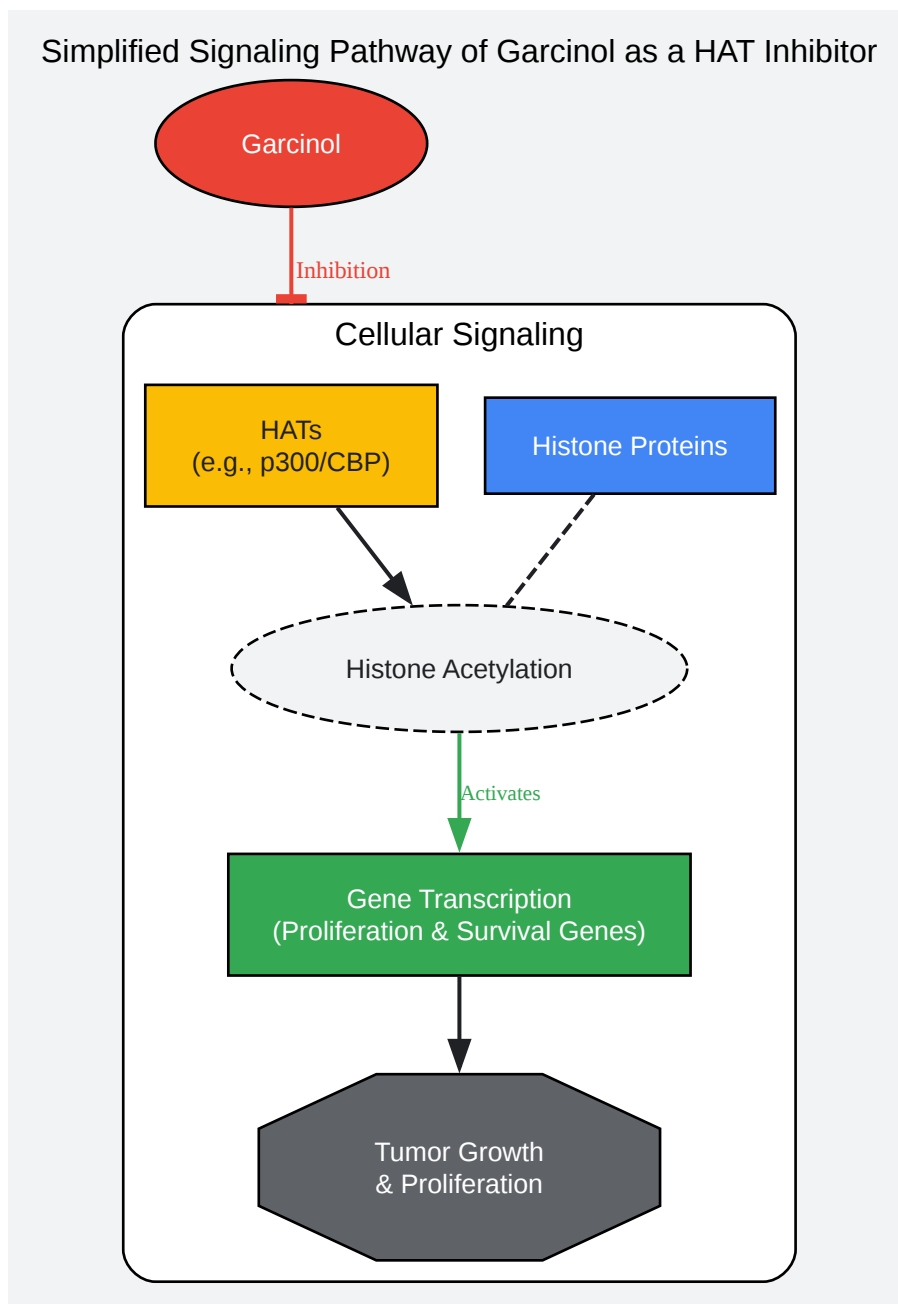 Simplified Signaling Pathway of Garcinol as a HAT Inhibitor
Garcinol
Inhibition
Cellular Signaling
HATs
(e.g., p300/CBP)
Histone Proteins
Histone Acetylation
Activates
Gene Transcription
(Proliferation & Survival Genes)
Tumor Growth
& Proliferation